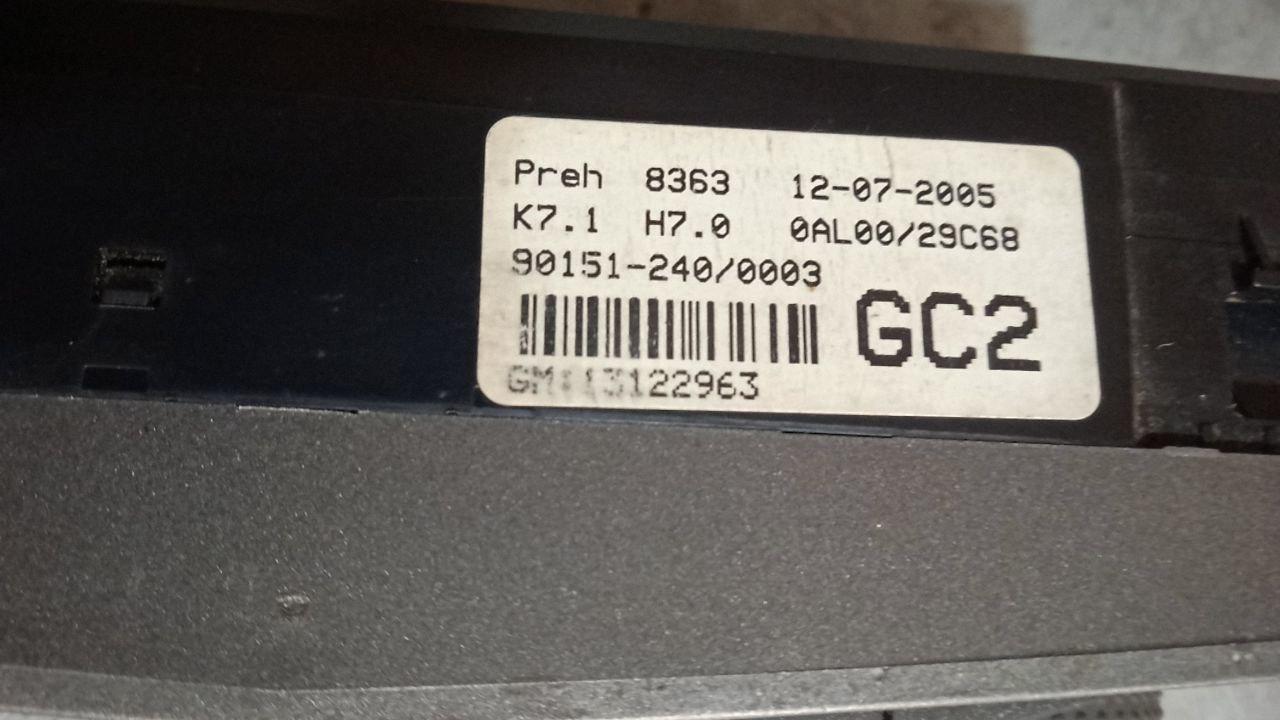 Preh 8363 12-07-2005
K7.1 H7.0 0AL00/29C68
90151-240/0003
GC2
GM:13122963